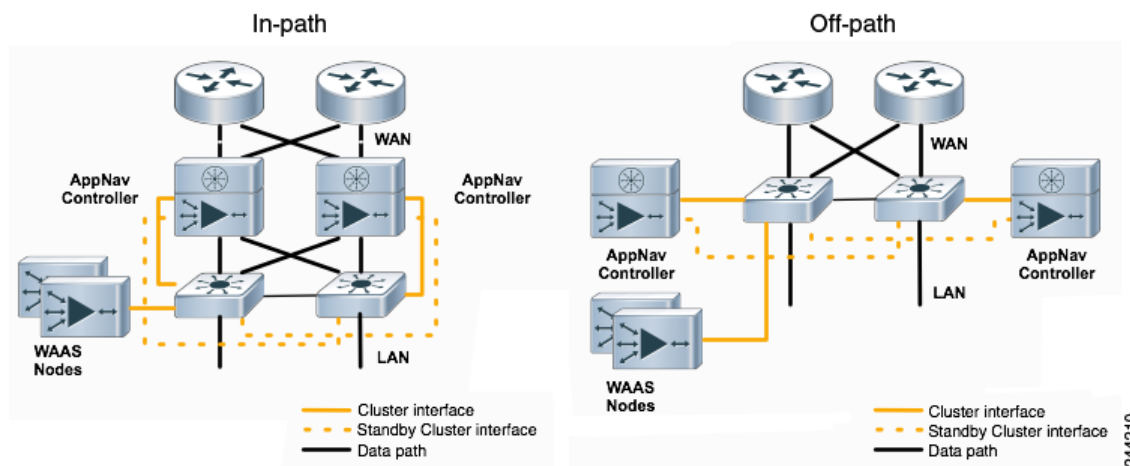 In-path
Off-path
WAN
AppNav
Controller
AppNav
Controller
WAAS
Nodes
LAN
Cluster interface
Standby Cluster interface
Data path
WAN
AppNav
Controller
AppNav
Controller
LAN
WAAS
Nodes
Cluster interface
Standby Cluster interface
Data path